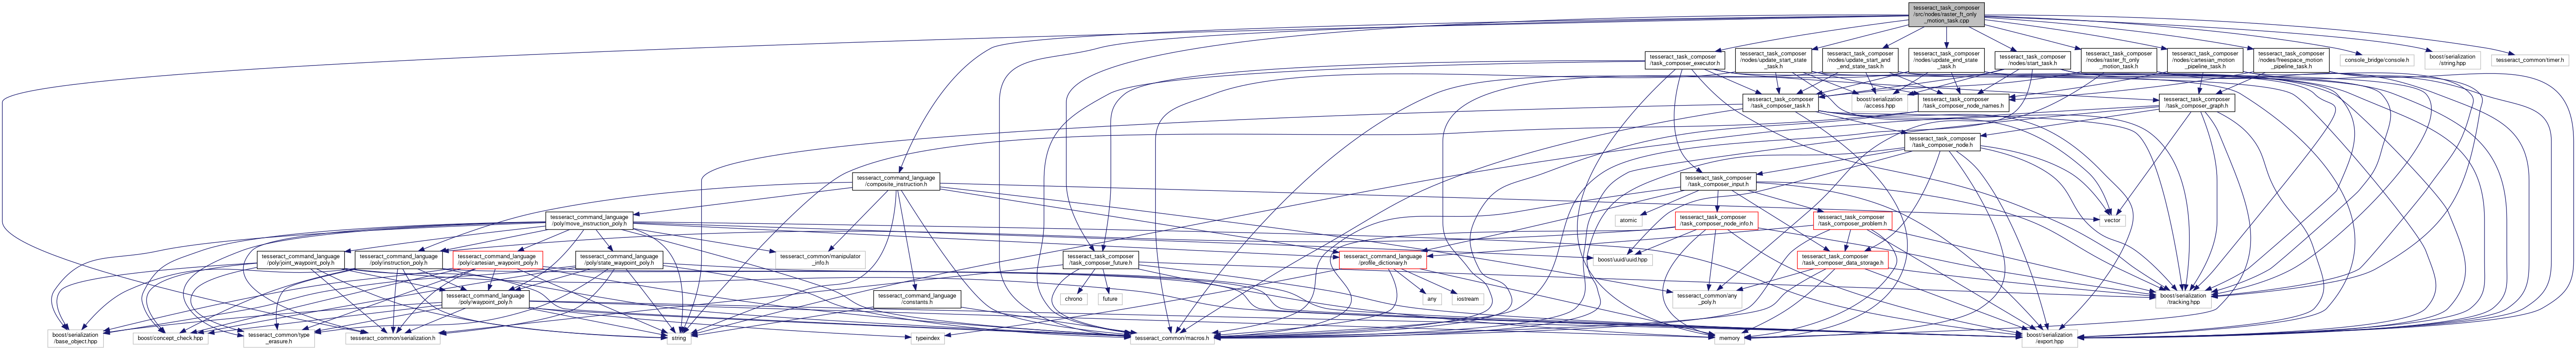 tesseract_task_composer
/src/nodes/raster_ft_only
_motion_task.cpp
tesseract_task_composer
/task_composer_executor.h
tesseract_task_composer
/nodes/update_start_state
_task.h
tesseract_task_composer
/nodes/update_start_and
_end_state_task.h
tesseract_task_composer
/nodes/update_end_state
_task.h
tesseract_task_composer
/nodes/start_task.h
tesseract_task_composer
/nodes/raster_ft_only
_motion_task.h
tesseract_task_composer
/nodes/cartesian_motion
_pipeline_task.h
tesseract_task_composer
/nodes/freespace_motion
_pipeline_task.h
console_bridge/console.h
boost/serialization
/string.hpp
tesseract_common/timer.h
tesseract_task_composer
/task_composer_task.h
boost/serialization
/access.hpp
tesseract_task_composer
/task_composer_node_names.h
tesseract_task_composer
/task_composer_graph.h
tesseract_task_composer
/task_composer_node.h
tesseract_command_language
/composite_instruction.h
tesseract_task_composer
/task_composer_input.h
tesseract_command_language
/poly/move_instruction_poly.h
atomic
tesseract_task_composer
/task_composer_node_info.h
tesseract_task_composer
/task_composer_problem.h
vector
tesseract_command_language
/poly/joint_waypoint_poly.h
tesseract_command_language
/poly/instruction_poly.h
tesseract_command_language
/poly/cartesian_waypoint_poly.h
tesseract_command_language
/poly/state_waypoint_poly.h
tesseract_common/manipulator
_info.h
tesseract_task_composer
/task_composer_future.h
tesseract_command_language
/profile_dictionary.h
boost/uuid/uuid.hpp
tesseract_task_composer
/task_composer_data_storage.h
tesseract_command_language
/poly/waypoint_poly.h
tesseract_command_language
/constants.h
chrono
future
any
iostream
tesseract_common/any
_poly.h
boost/serialization
/tracking.hpp
boost/serialization
/base_object.hpp
boost/concept_check.hpp
tesseract_common/type
_erasure.h
tesseract_common/serialization.h
string
typeindex
tesseract_common/macros.h
memory
boost/serialization
/export.hpp